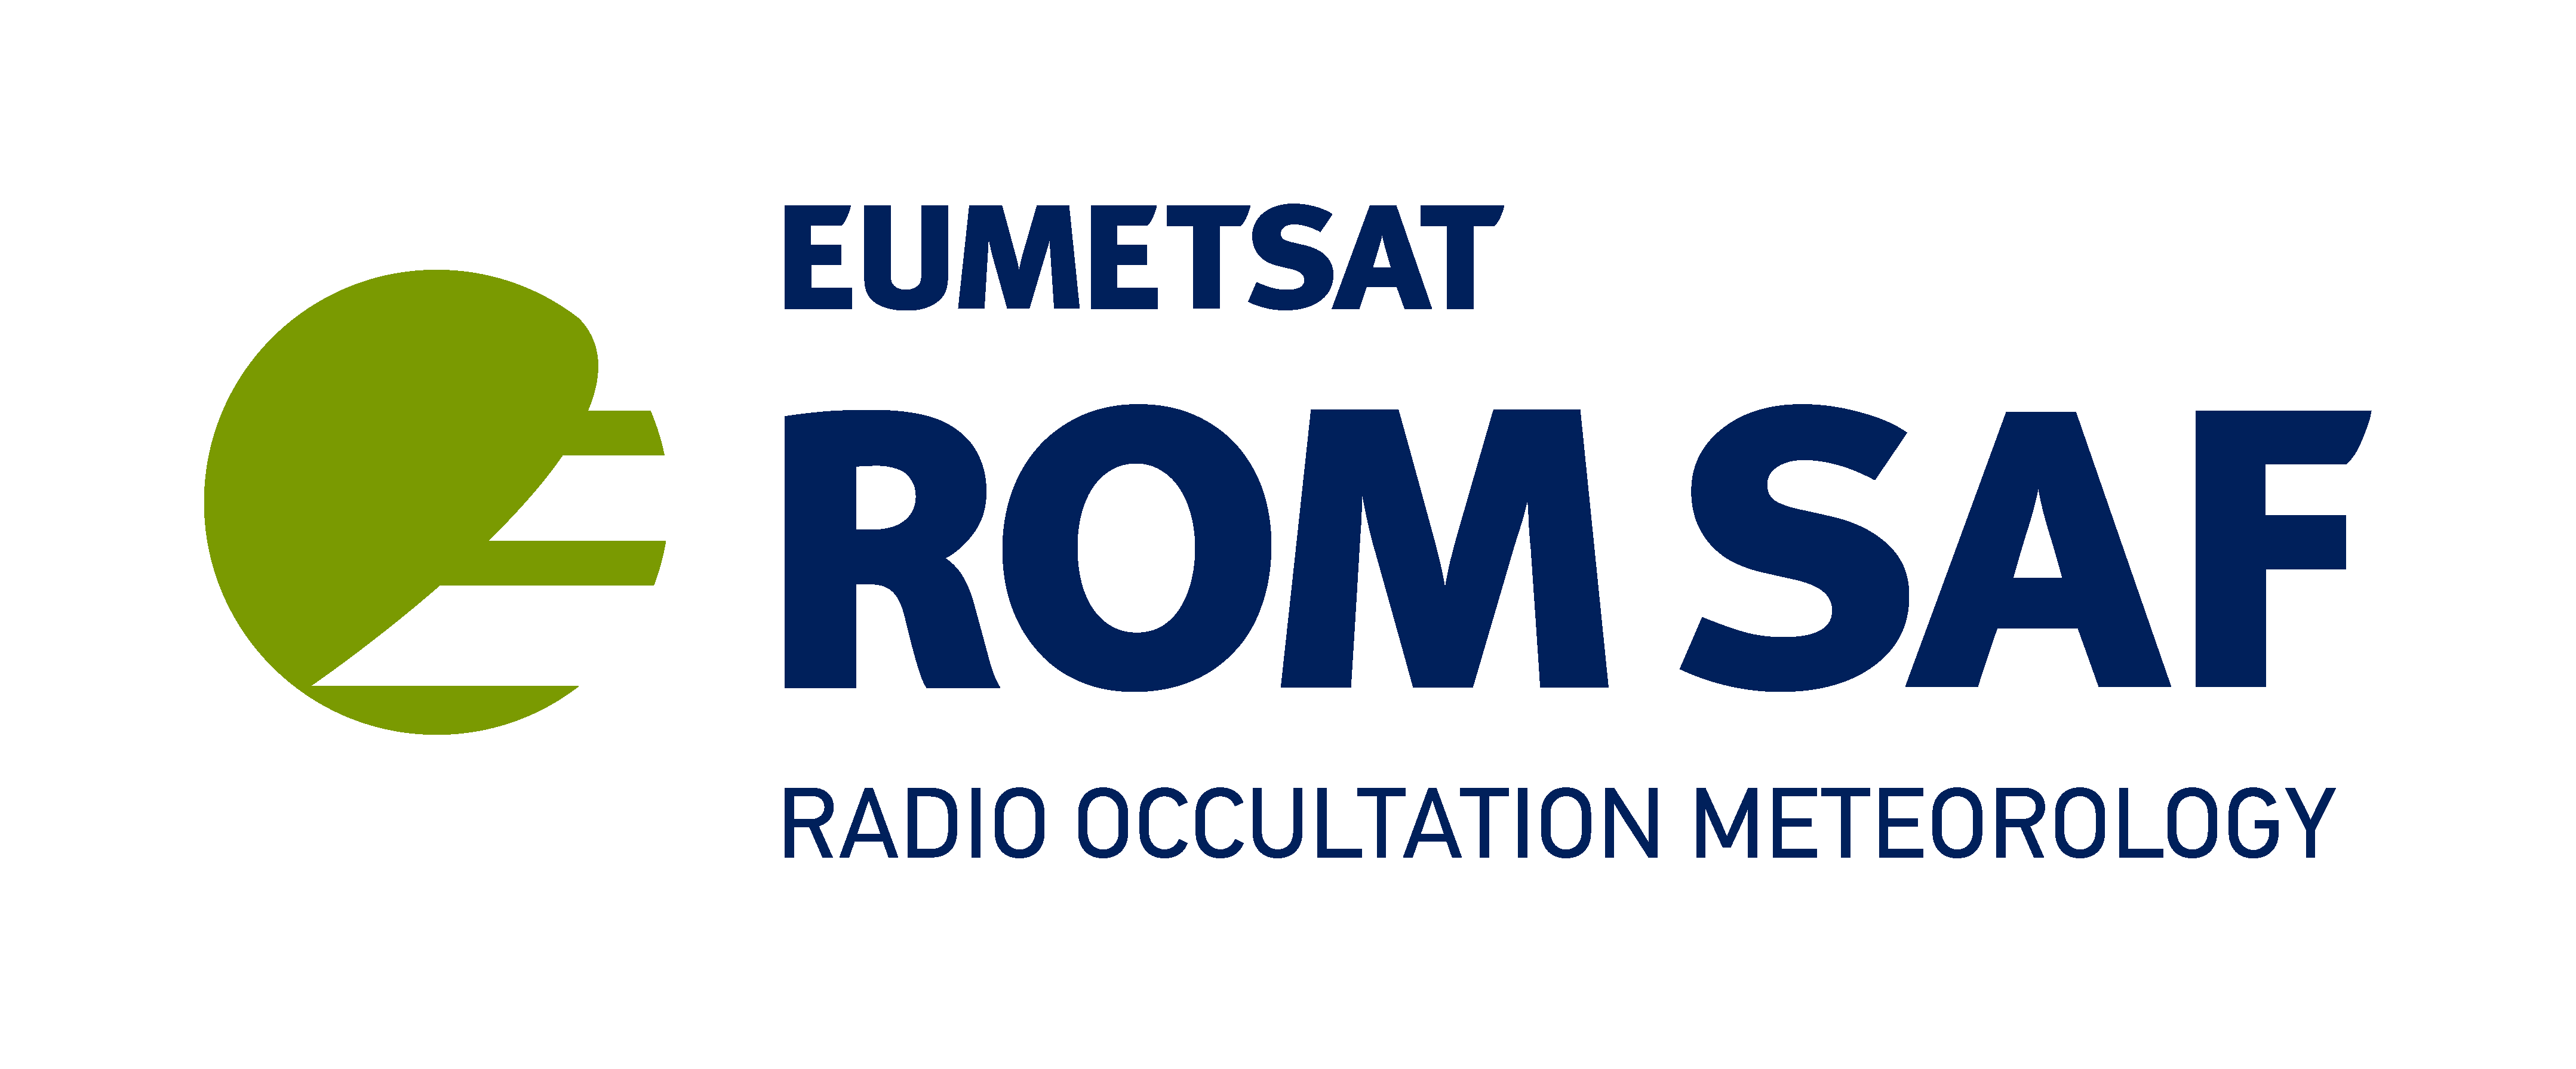 EUMETSAT
ROM SAF
RADIO OCCULTATION METEOROLOGY